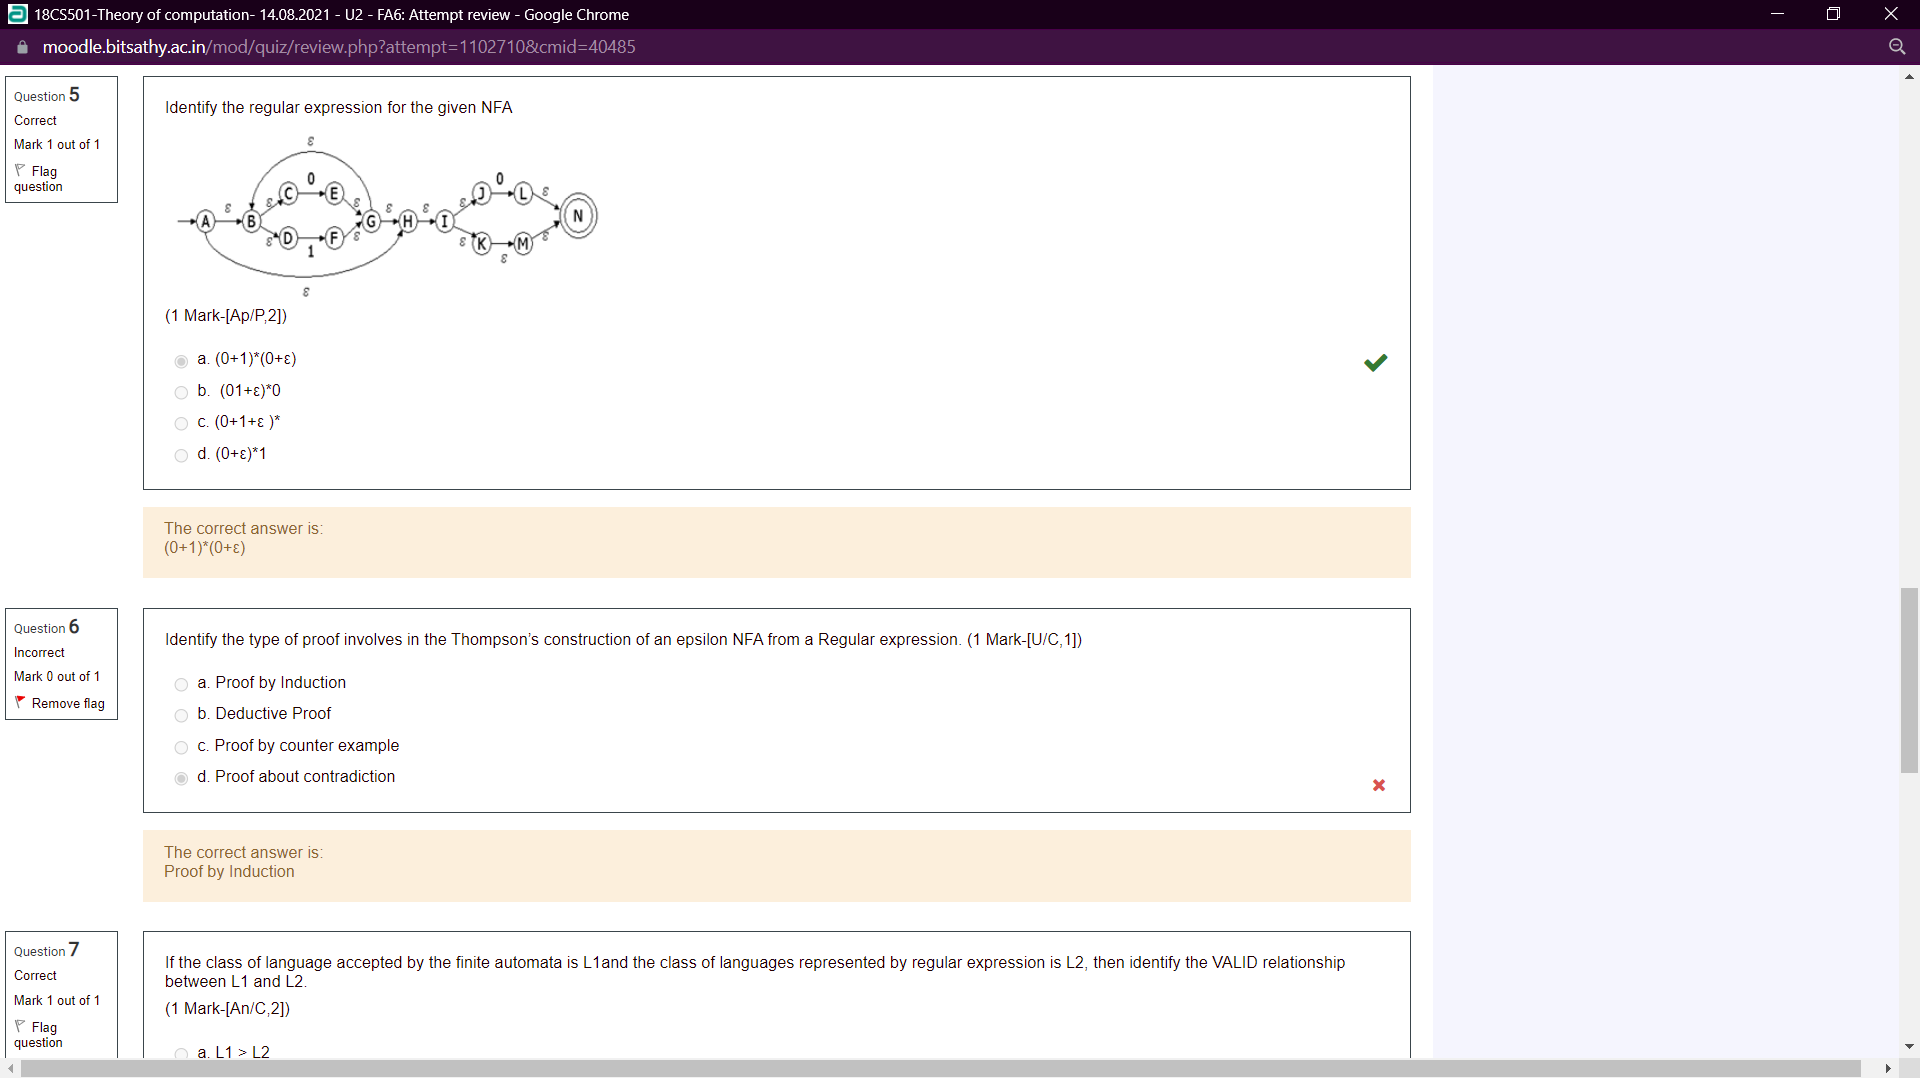 18CS501-Theory of computation- 14.08.2021 - U2 - FA6: Attempt review - Google Chrome
moodle.bitsathy.ac.in/mod/quiz/review.php?attempt=1102710&cmid=40485
Question 5
Correct
Mark 1 out of 1
Flag
question
Identify the regular expression for the given NFA
ε
0
C E
ε ε
ε
A B G
ε ε
H
ε
I
D F
ε ε
1
ε
0
J L
ε ε
N
K M
ε ε
ε
(1 Mark-[Ap/P,2])
a. (0+1)*(0+ε)
b. (01+ε)*0
c. (0+1+ε )*
d. (0+ε)*1
The correct answer is:
(0+1)*(0+ε)
Question 6
Incorrect
Mark 0 out of 1
Remove flag
Identify the type of proof involves in the Thompson's construction of an epsilon NFA from a Regular expression. (1 Mark-[U/C,1])
a. Proof by Induction
b. Deductive Proof
c. Proof by counter example
d. Proof about contradiction
The correct answer is:
Proof by Induction
Question 7
Correct
Mark 1 out of 1
Flag
question
If the class of language accepted by the finite automata is L1and the class of languages represented by regular expression is L2, then identify the VALID relationship
between L1 and L2.
(1 Mark-[An/C,2])
a. L1 > L2